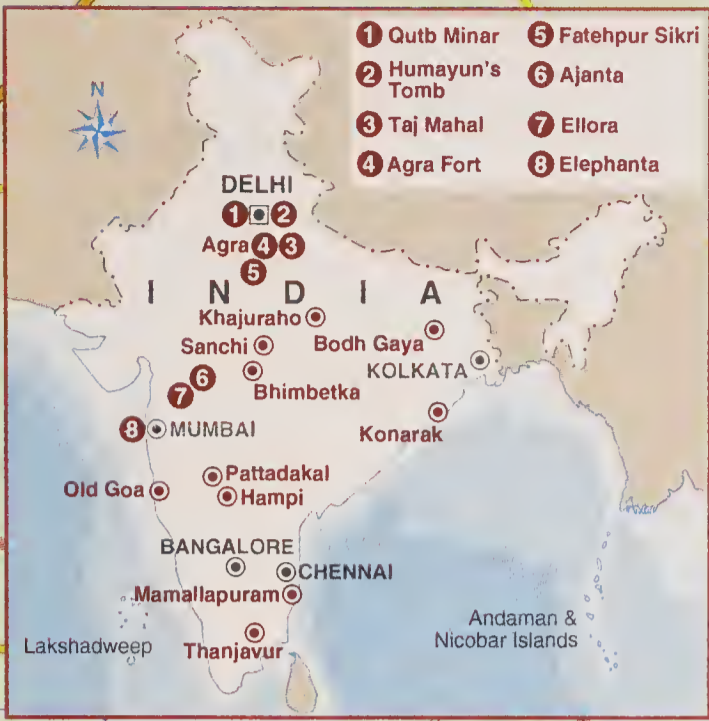 1 Qutb Minar
2 Humayun's
Tomb
3 Taj Mahal
4 Agra Fort
5 Fatehpur Sikri
6 Ajanta
7 Ellora
8 Elephanta
N
DELHI
1 2
Agra 4 3
5
INDIA
Khajuraho
Sanchi
Bodh Gaya
KOLKATA
6
Bhimbetka
7
8 MUMBAI
Konarak
Pattadakal
Old Goa
Hampi
BANGALORE
CHENNAI
Mamallapuram
Andaman &
Nicobar Islands
Lakshadweep
Thanjavur